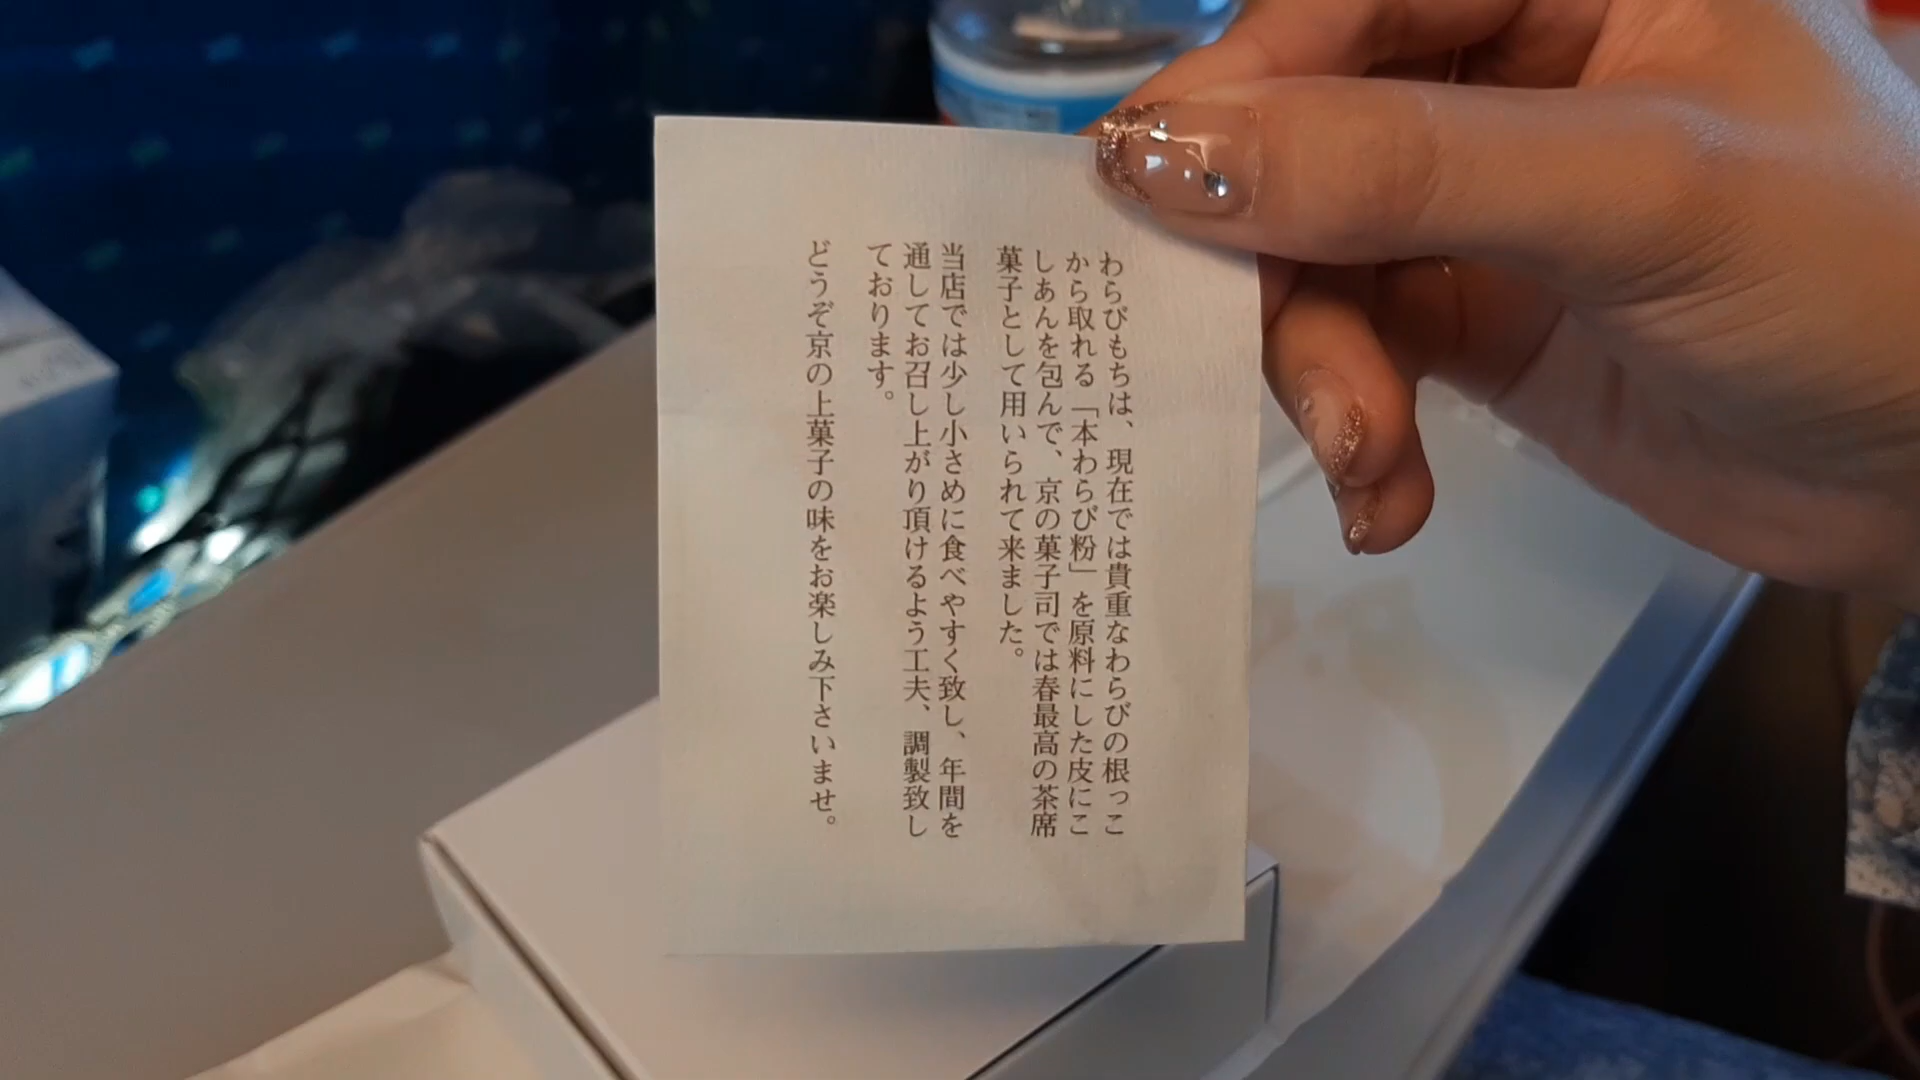 わらびもちは、現在では貴重なわらびの根っこ
から取れる「本わらび粉」を原料にした皮にこ
しあんを包んで、京の菓子司では春最高の茶席
菓子として用いられて来ました。
当店では少し小さめに食べやすく致し、年間を
通してお召し上がり頂けるよう工夫、調製致し
ております。
どうぞ京の上菓子の味をお楽しみ下さいませ。